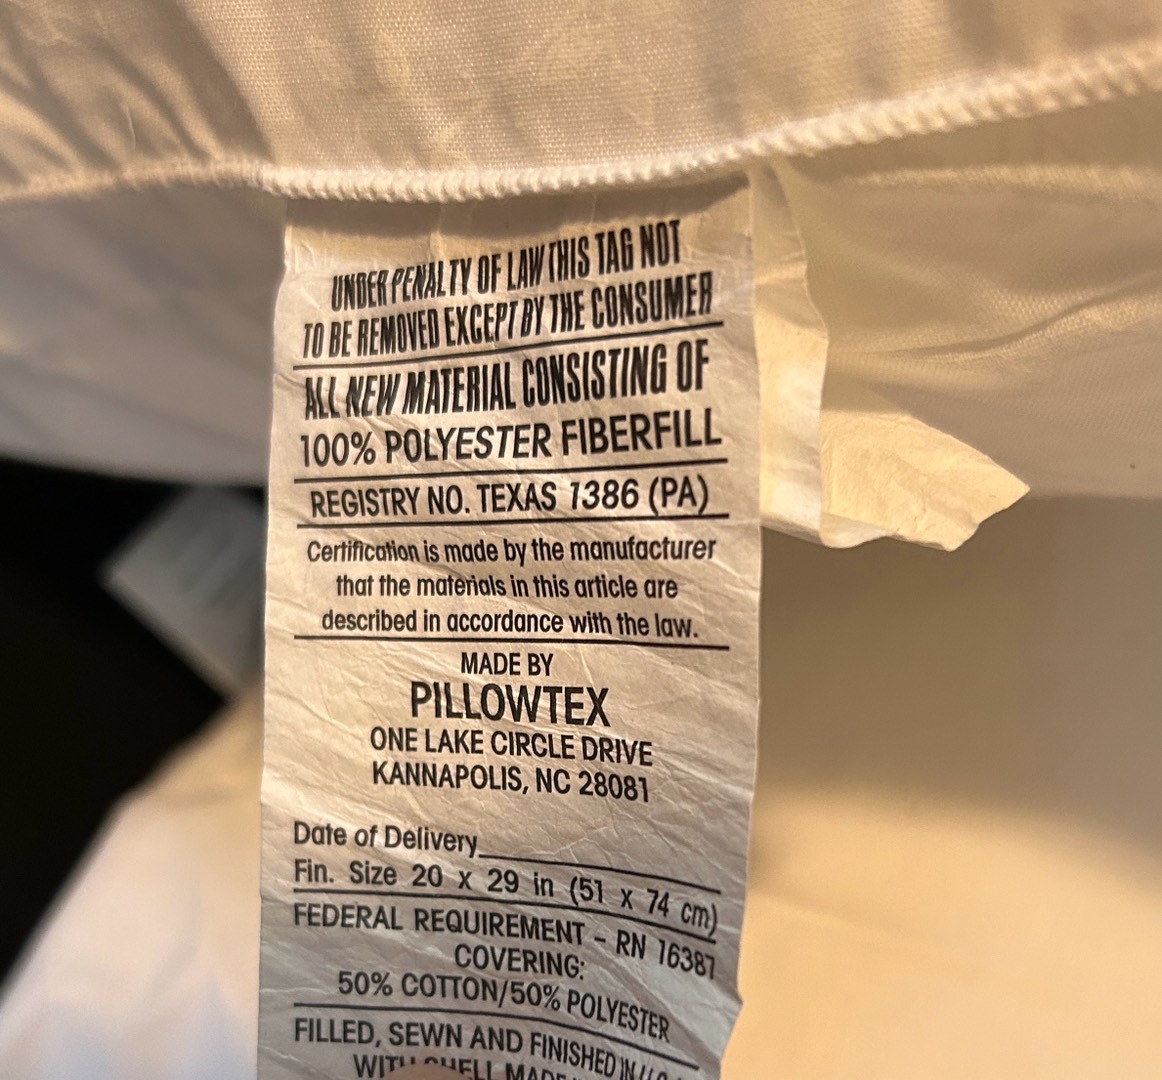 UNDER PENALTY OF LAW THIS TAG NOT
TO BE REMOVED EXCEPT BY THE CONSUMER
ALL NEW MATERIAL CONSISTING OF
100% POLYESTER FIBERFILL
REGISTRY NO. TEXAS 1386 (PA)
Certification is made by the manufacturer
that the materials in this article are
described in accordance with the law.
MADE BY
PILLOWTEX
ONE LAKE CIRCLE DRIVE
KANNAPOLIS, NC 28081
Date of Delivery
Fin. Size 20 x 29 in (51 x 74 cm)
FEDERAL REQUIREMENT - RN 16387
COVERING:
50% COTTON/50% POLYESTER
FILLED, SEWN AND FINISHED IN
WITH SHELL MADE